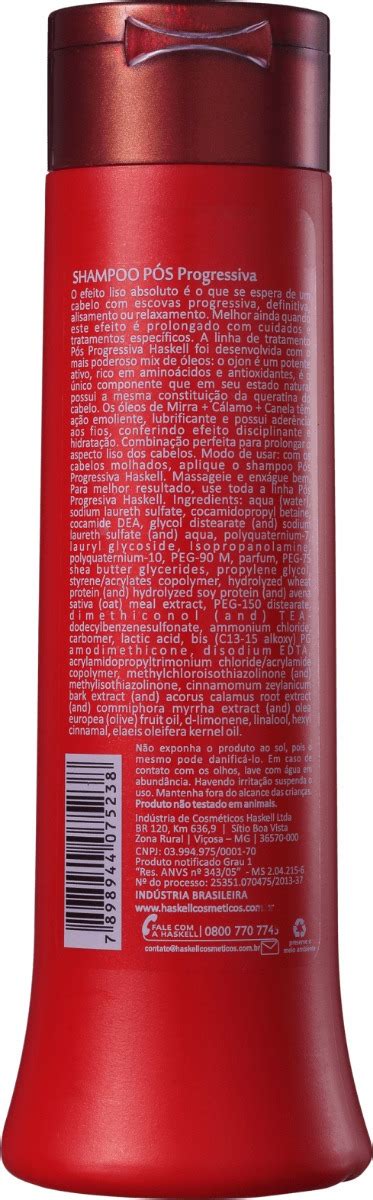 SHAMPOO PÓS Progressiva
O efeito liso absoluto é o que se espera de um
cabelo com escovas progressiva, definitiva,
alisamento ou relaxamento. Melhor ainda quando
este efeito é prolongado com cuidados e
tratamentos específicos. A linha de tratamento
Pós Progressiva Haskell foi desenvolvida com o
mais poderoso mix de óleos: o ojon é um potente
ativo, rico em aminoácidos e antioxidantes, é o
único componente que em seu estado natural
possui a mesma constituição da queratina do
cabelo. Os óleos de Mirra + Cálamo + Canela têm
ação emoliente, lubrificante e possui aderência
aos fios, conferindo efeito disciplinante e
hidratação. Combinação perfeita para prolongar o
aspecto liso dos cabelos. Modo de usar: com os
cabelos molhados, aplique o shampoo Pós
Progressiva Haskell. Massageie e enxágue bem.
Para melhor resultado, use toda a linha Pós
Progresiva Haskell. Ingredients: aqua (water),
sodium laureth sulfate, cocamidopropyl betaine,
cocamide DEA, glycol distearate (and) sodium
laureth sulfate (and) aqua, polyquaternium-7,
lauryl glycoside, isopropanolamine,
polyquaternium-10, PEG-90 M, parfum, PEG-75
shea butter glycerides, propylene glycol,
styrene/acrylates copolymer, hydrolyzed wheat
protein (and) hydrolyzed soy protein (and) avena
sativa (oat) meal extract, PEG-150 distearate,
dimethiconol (and) TEA-
dodecylbenzenesulfonate, ammonium chloride,
carbomer, lactic acid, bis (C13-15 alkoxy) PG
amodimethicone, disodium EDTA,
acrylamidopropyltrimonium chloride/acrylamide
copolymer, methylchloroisothiazolinone (and)
methylisothiazolinone, cinnamomum zeylanicum
bark extract (and) acorus calamus root extract
(and) commiphora myrrha extract (and) olea
europea (olive) fruit oil, d-limonene, linalool, hexyl
cinnamal, elaeis oleifera kernel oil.
Não exponha o produto ao sol, pois o
mesmo pode danificá-lo. Em caso de
contato com os olhos, lave com água em
abundância. Havendo irritação suspenda o
uso. Mantenha fora do alcance das crianças.
Produto não testado em animais.
Indústria de Cosméticos Haskell Ltda
BR 120, Km 636,9 | Sítio Boa Vista
Zona Rural | Viçosa – MG | 36570-000
CNPJ: 03.994.975/0001-70
Produto notificado Grau 1
"Res. ANVS nº 343/05" - MS 2.04.215-6
Nº do processo: 25351.070475/2013-37
INDÚSTRIA BRASILEIRA
www.haskellcosmeticos.com.br
FALE COM
A HASKELL
0800 770 7745
contato@haskellcosmeticos.com.br
preserve o
meio ambiente
7 898944 075238